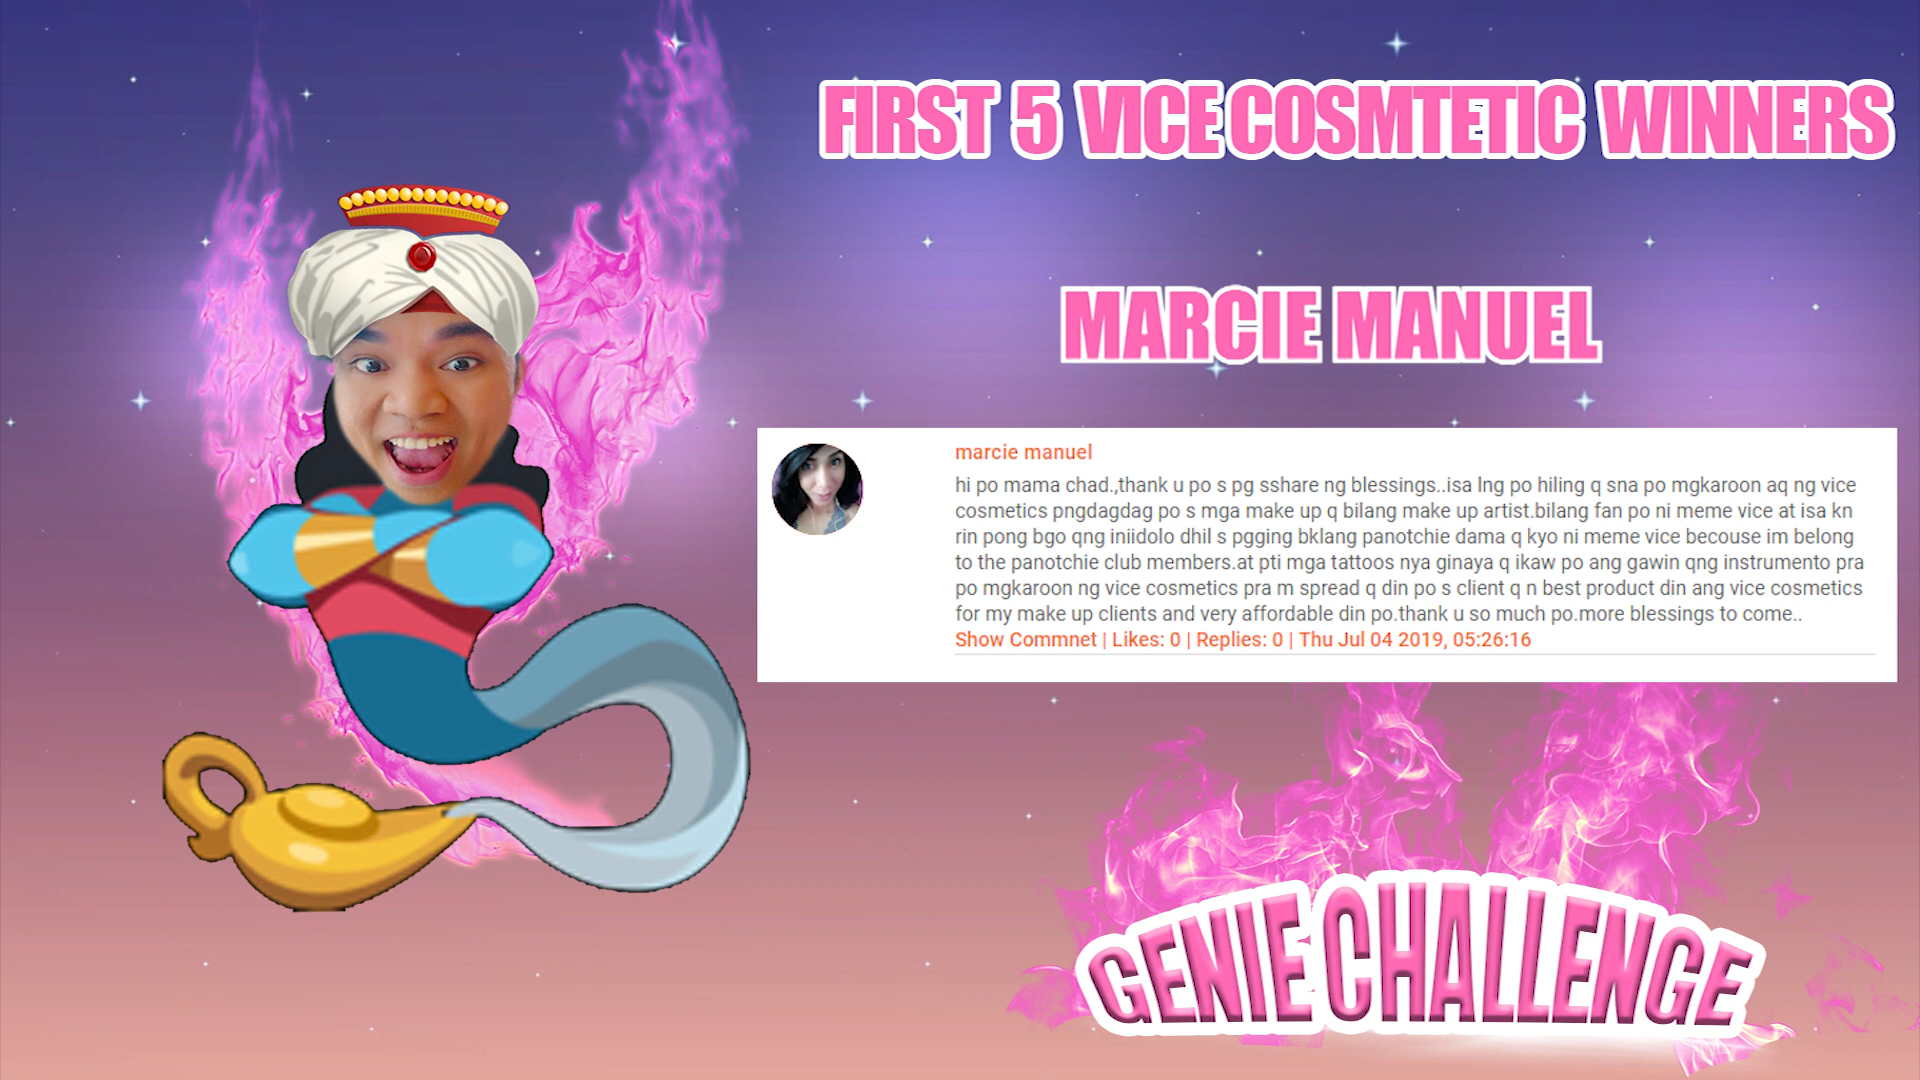 FIRST 5 VICE COSMTETIC WINNERS
MARCIE MANUEL
marcie manuel
hi po mama chad.,thank u po s pg sshare ng blessings..isa lng po hiling q sna po mgkaroon aq ng vice
cosmetics pngdagdag po s mga make up q bilang make up artist.bilang fan po ni meme vice at isa kn
rin pong bgo qng iniidolo dhil s pgging bklang panotchie dama q kyo ni meme vice becouse im belong
to the panotchie club members.at pti mga tattoos nya ginaya q ikaw po ang gawin qng instrumento pra
po mgkaroon ng vice cosmetics pra m spread q din po s client q n best product din ang vice cosmetics
for my make up clients and very affordable din po.thank u so much po.more blessings to come..
Show Commnet | Likes: 0 | Replies: 0 | Thu Jul 04 2019, 05:26:16
GENIE CHALLENGE